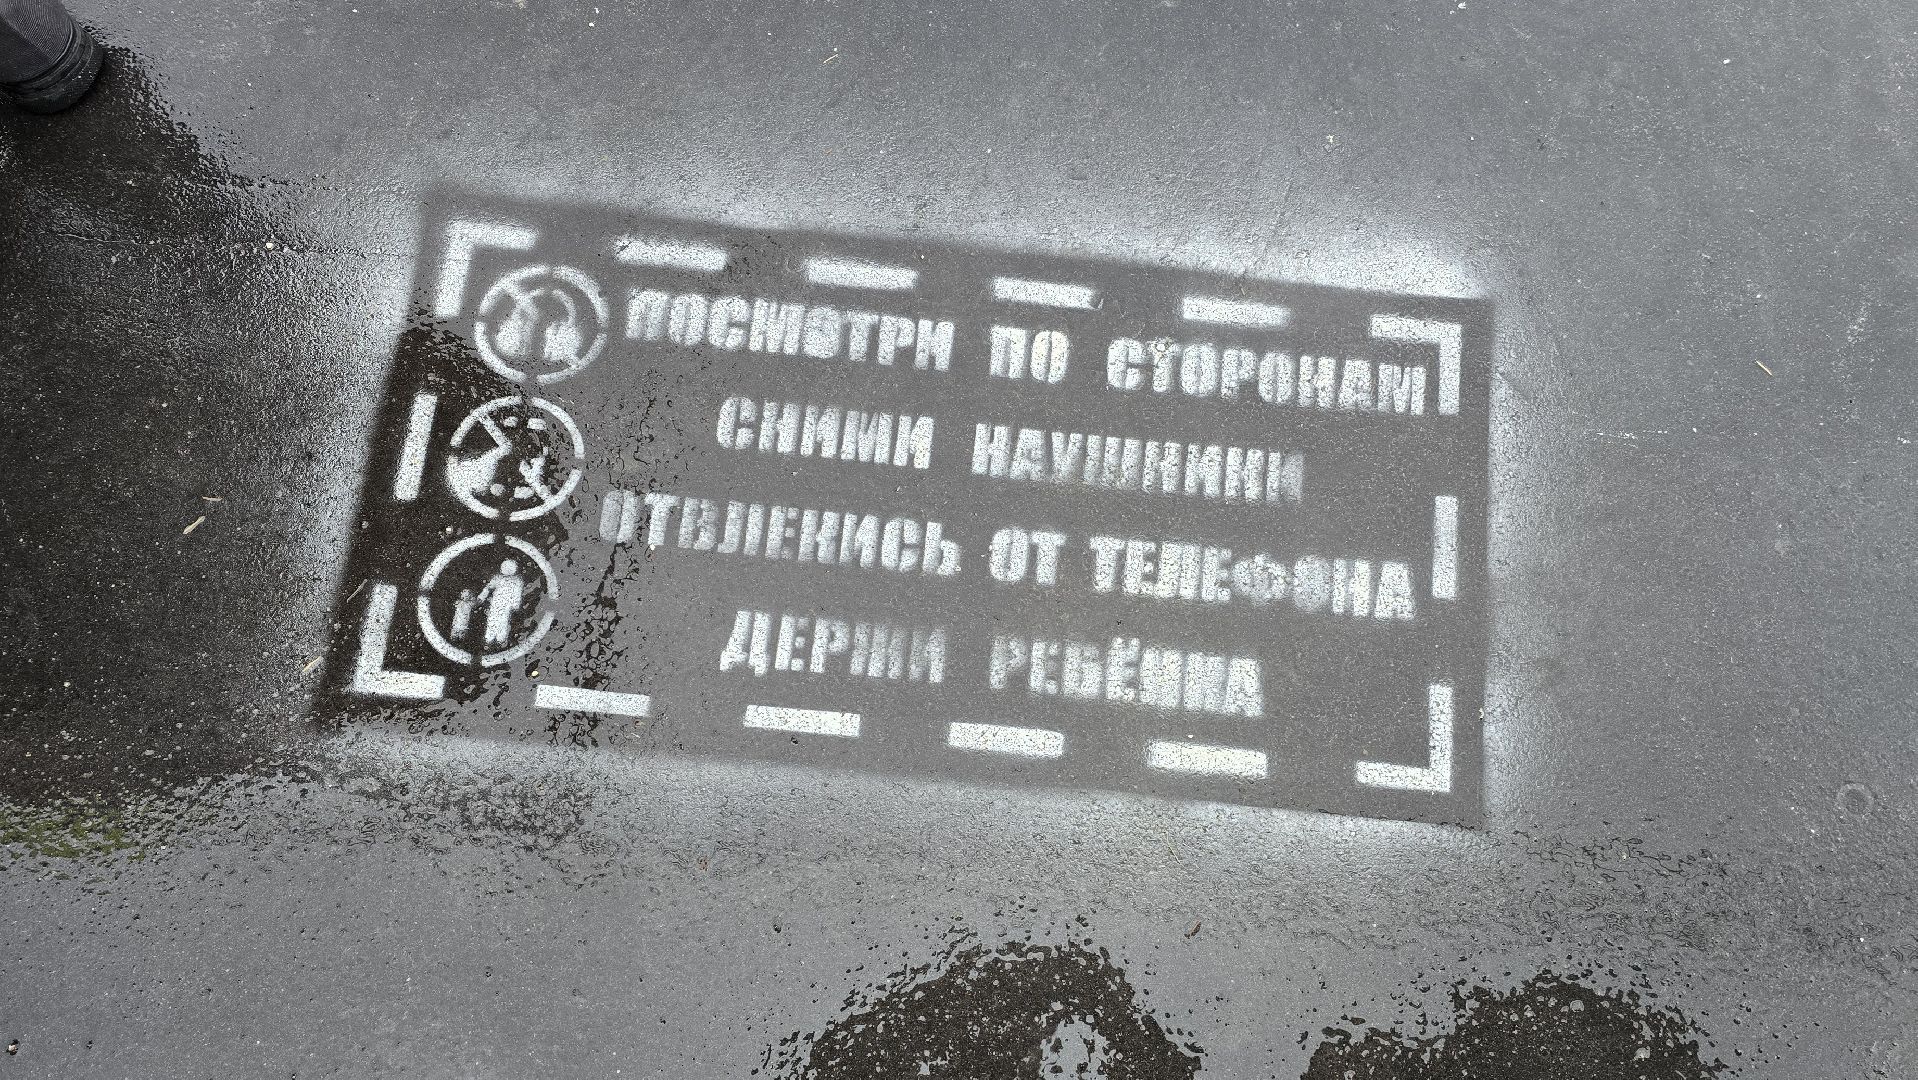 ПОСМОТРИ ПО СТОРОНАМ
СНИМИ НАУШНИКИ
ОТВЛЕКИСЬ ОТ ТЕЛЕФОНА
ДЕРЖИ РЕБЁНКА